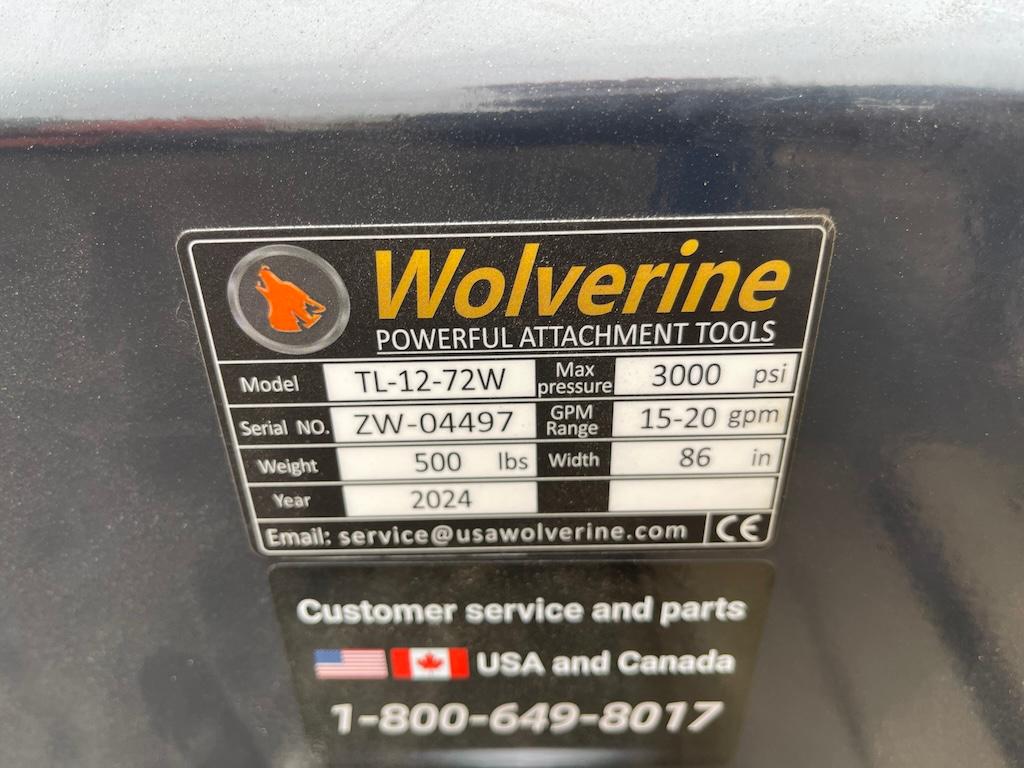 Wolverine
POWERFUL ATTACHMENT TOOLS
Model TL-12-72W Max pressure 3000 psi
Serial NO. ZW-04497 GPM Range 15-20 gpm
Weight 500 lbs Width 86 in
Year 2024
Email: service@usawolverine.com CE
Customer service and parts
USA and Canada
1-800-649-8017